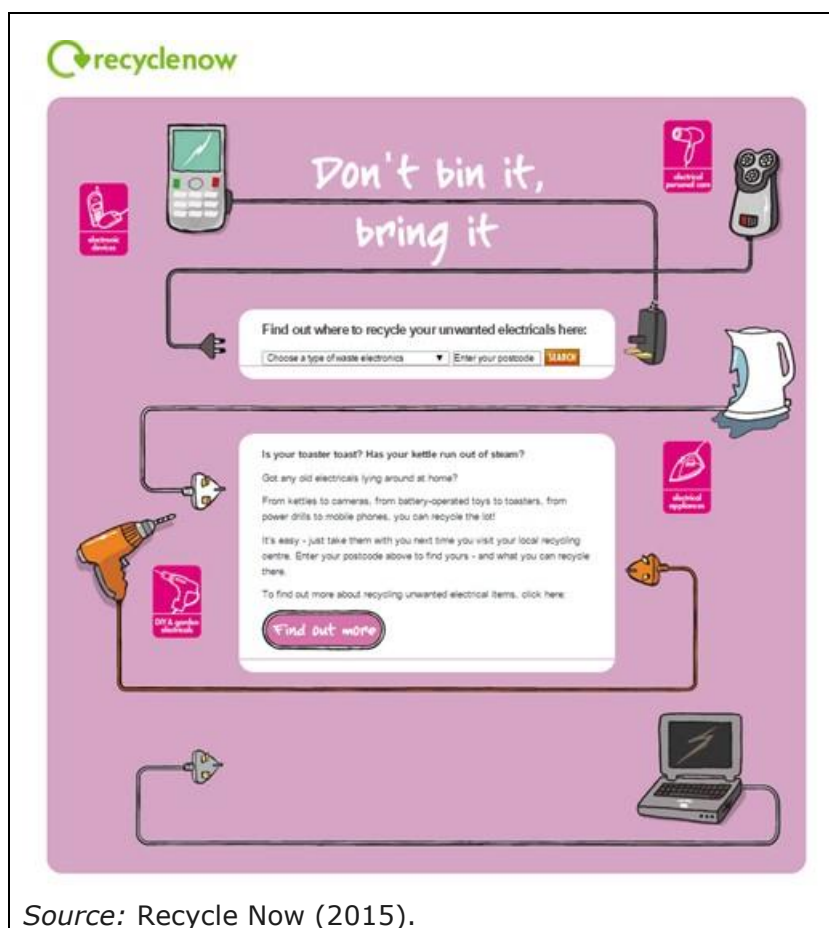 recyclenow
Don't bin it,
bring it
electronic
devices
electrical
personal care
Find out where to recycle your unwanted electricals here:
Choose a type of waste electronics ▼ Enter your postcode SEARCH
Is your toaster toast? Has your kettle run out of steam?
Got any old electricals lying around at home?
From kettles to cameras, from battery-operated toys to toasters, from
power drills to mobile phones, you can recycle the lot!
It's easy - just take them with you next time you visit your local recycling
centre. Enter your postcode above to find yours - and what you can recycle
there.
To find out more about recycling unwanted electrical items, click here:
Find out more
electrical
appliances
DIY & garden
electricals
Source: Recycle Now (2015).